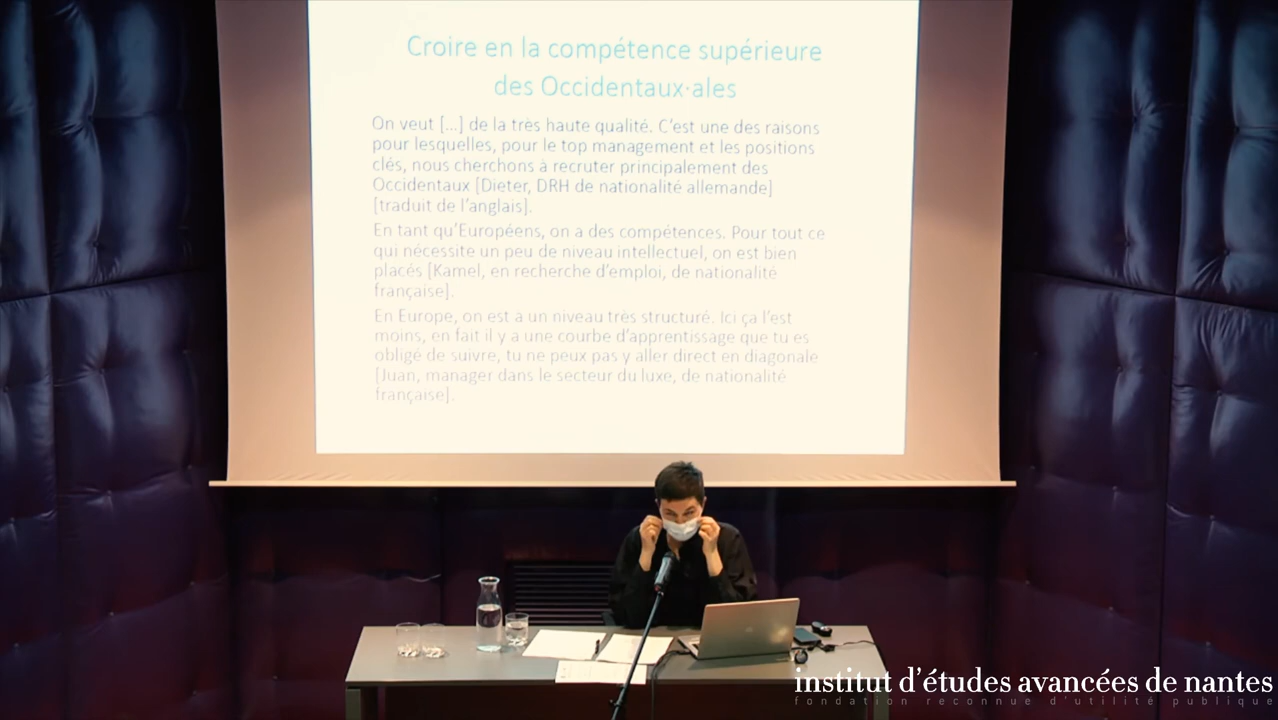 Croire en la compétence supérieure
des Occidentaux·ales
On veut [...] de la très haute qualité. C'est une des raisons
pour lesquelles, pour le top management et les positions
clés, nous cherchons à recruter principalement des
Occidentaux [Dieter, DRH de nationalité allemande]
[traduit de l'anglais].
En tant qu'Européens, on a des compétences. Pour tout ce
qui nécessite un peu de niveau intellectuel, on est bien
placés [Kamel, en recherche d'emploi, de nationalité
française].
En Europe, on est a un niveau très structuré. Ici ça l'est
moins, en fait il y a une courbe d'apprentissage que tu es
obligé de suivre, tu ne peux pas y aller direct en diagonale
[Juan, manager dans le secteur du luxe, de nationalité
française].
institut d'études avancées de nantes
fondation reconnue d'utilité publique